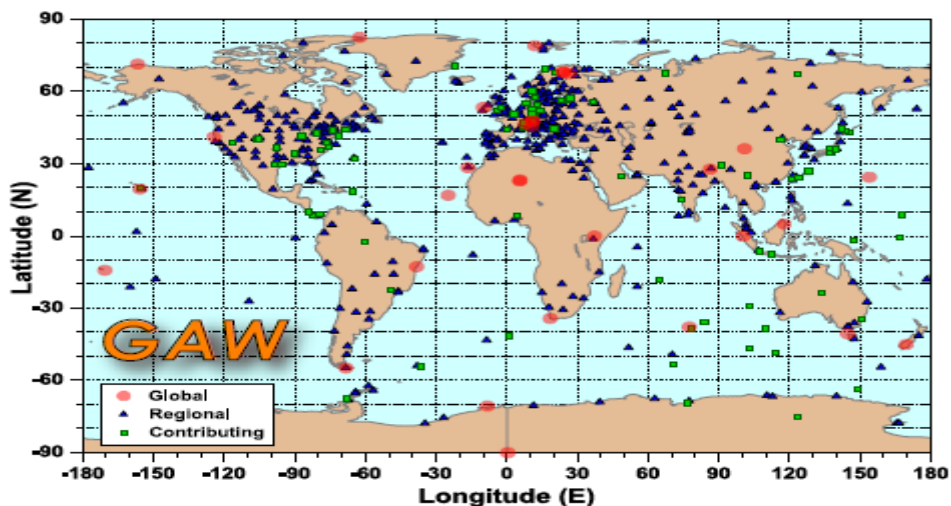 90
60
30
0
-30
-60
-90
Latitude (N)
GAW
Global
Regional
Contributing
-180 -150 -120 -90 -60 -30 0 30 60 90 120 150 180
Longitude (E)